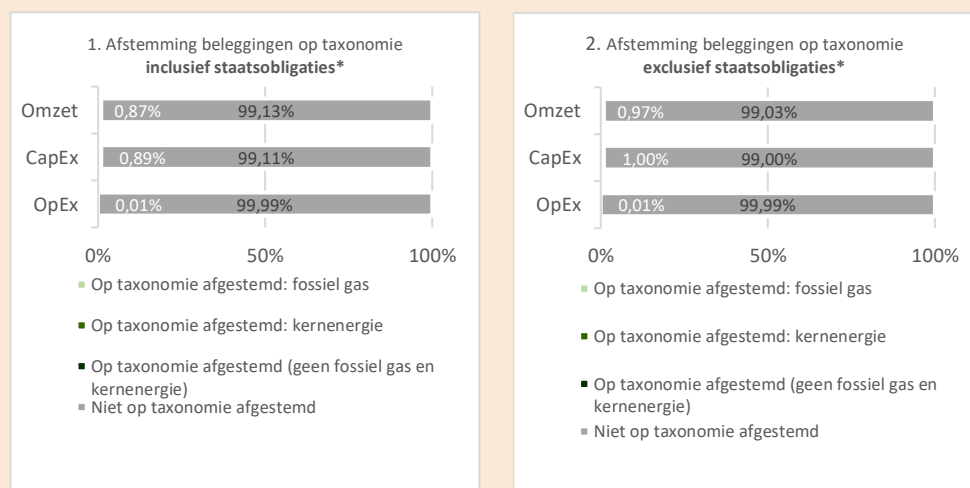 1. Afstemming beleggingen op taxonomie
inclusief staatsobligaties*
Omzet 0,87% 99,13%
CapEx 0,89% 99,11%
OpEx 0,01% 99,99%
0% 50% 100%
Op taxonomie afgestemd: fossiel gas
Op taxonomie afgestemd: kernenergie
Op taxonomie afgestemd (geen fossiel gas en
kernenergie)
Niet op taxonomie afgestemd
2. Afstemming beleggingen op taxonomie
exclusief staatsobligaties*
Omzet 0,97% 99,03%
CapEx 1,00% 99,00%
OpEx 0,01% 99,99%
0% 50% 100%
Op taxonomie afgestemd: fossiel gas
Op taxonomie afgestemd: kernenergie
Op taxonomie afgestemd (geen fossiel gas en
kernenergie)
Niet op taxonomie afgestemd